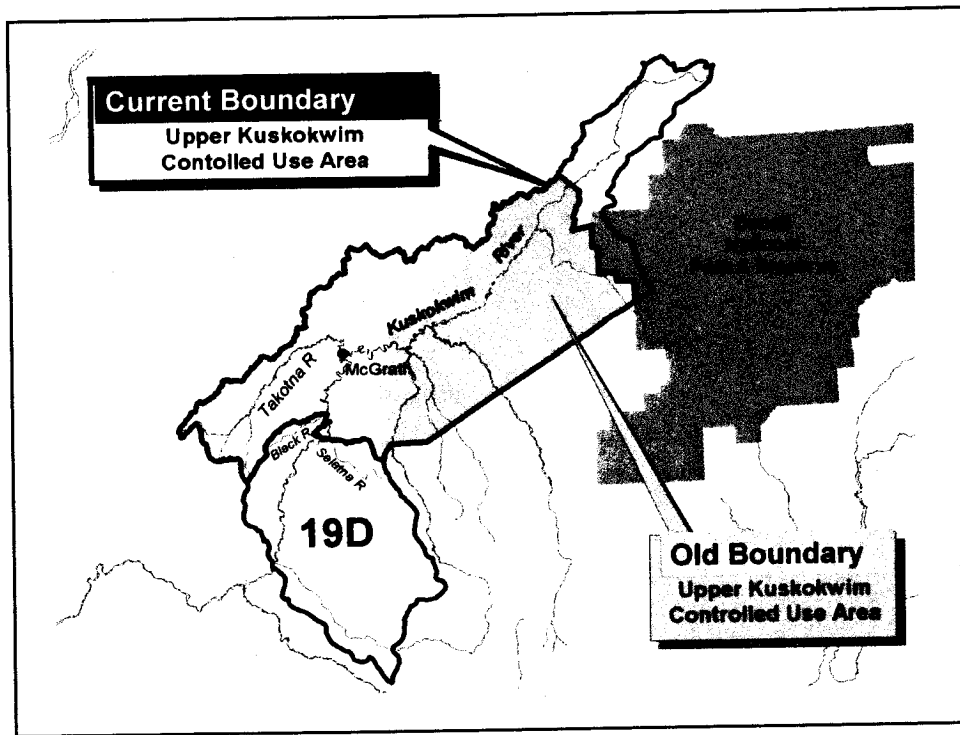 Current Boundary
Upper Kuskokwim
Contolled Use Area
Kuskokwim River
McGrath
Takotna R
Black R
Selatna R
19D
Old Boundary
Upper Kuskokwim
Controlled Use Area